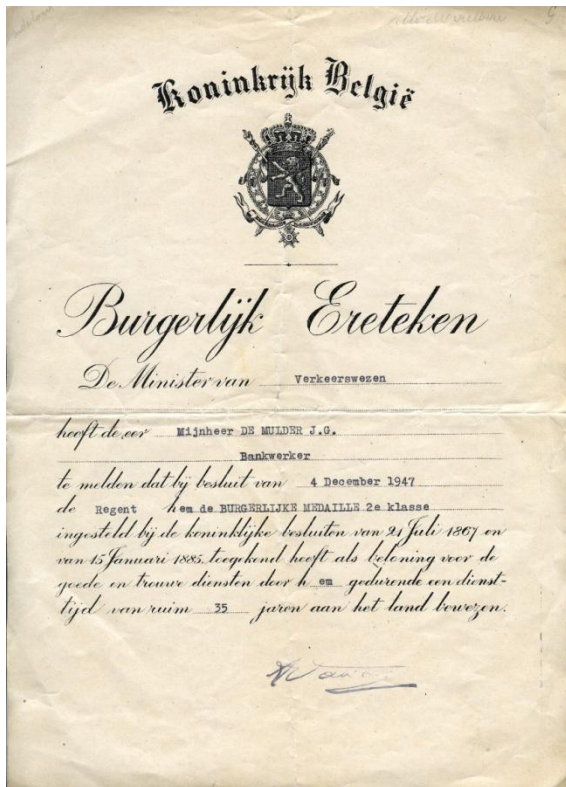 Koninkrijk België
Burgerlijk Ereteken
De Minister van Verkeerswezen
heeft de eer Mijnheer DE MULDER J.G.
Bankwerker
te melden dat bij besluit van 4 December 1947
de Regent hem de BURGERLIJKE MEDAILLE 2e klasse
ingesteld bij de koninklijke besluiten van 21 Juli 1867 en
van 15 Januari 1885, toegekend heeft als beloning voor de
goede en trouwe diensten door h em gedurende een dienst-
tijd van ruim 35 jaren aan het land bewezen.